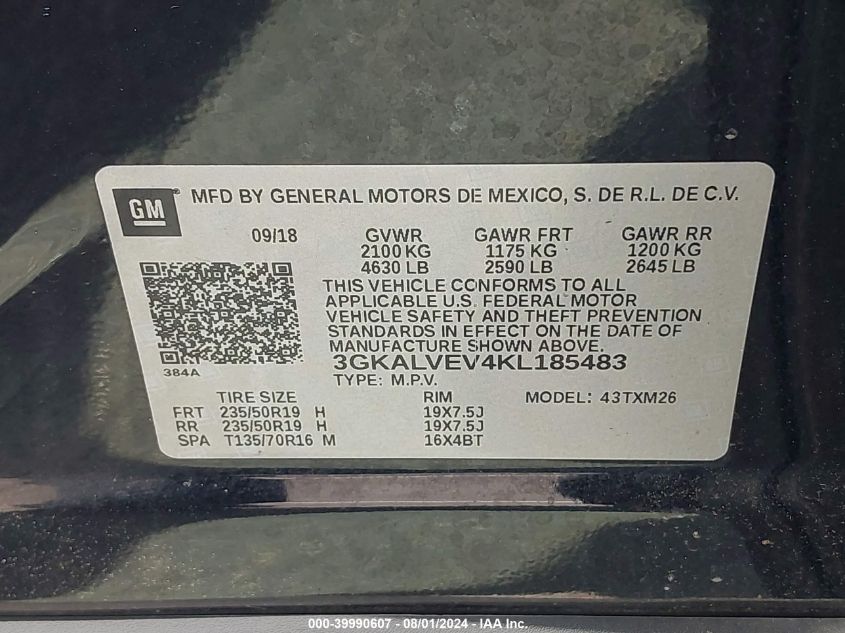 GM ® MFD BY GENERAL MOTORS DE MEXICO, S. DE R.L. DE C.V.
09/18 GVWR GAWR FRT GAWR RR
2100 KG 1175 KG 1200 KG
4630 LB 2590 LB 2645 LB
THIS VEHICLE CONFORMS TO ALL
APPLICABLE U.S. FEDERAL MOTOR
VEHICLE SAFETY AND THEFT PREVENTION
STANDARDS IN EFFECT ON THE DATE OF
MANUFACTURE SHOWN ABOVE.
384A 3GKALVEV4KL185483
TYPE: M.P.V.
TIRE SIZE RIM MODEL: 43TXM26
FRT 235/50R19 H 19X7.5J
RR 235/50R19 H 19X7.5J
SPA T135/70R16 M 16X4BT
000-39990607 - 08/01/2024 - IAAI.com